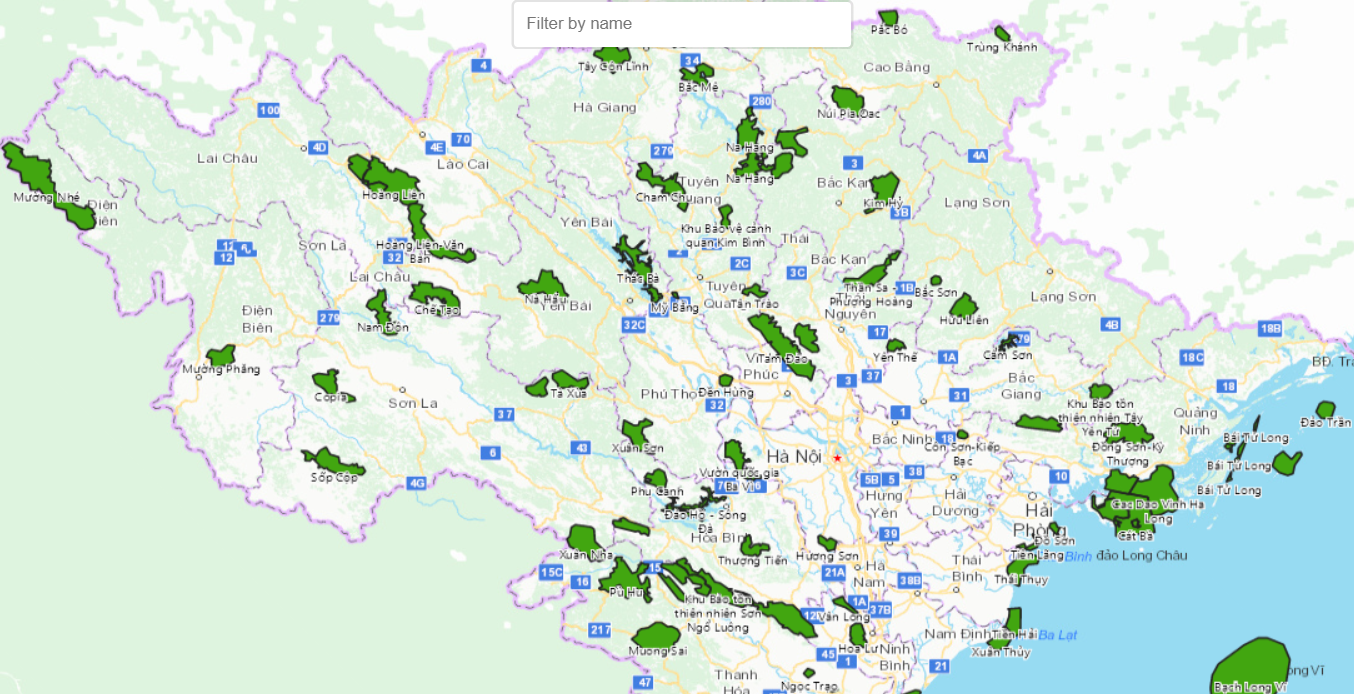 Filter by name
Pắc Bó
Trùng Khánh
Tây Côn Lĩnh
34
4
Bắc Mê
Cao Bằng
Hà Giang
280
Núi Pia Oắc
100
70
4D
4E
279
Na Hang
3
4A
Lai Châu
Lào Cai
Na Hang
Tuyên
Quang
Bắc Kạn
Mường Nhé
Điện
Biên
Hoàng Liên
Chạm Chu
Kim Hỷ
3B
Lạng Sơn
Yên Bái
Khu Bảo vệ cảnh
quan Kim Bình
Thái
Sơn La
Hoàng Liên-Văn
Bàn
12
6
12
32
2
2C
3C
Bắc Kạn
Lai Châu
Thác Bà
Tuyên
Quang
Tân Trào
Thần Sa -
Phượng Hoàng
1B
Bắc Sơn
Lạng Sơn
Thái
Nguyên
Chế Tạo
Nà Hẩu
Yên Bái
Mỹ Bằng
Hữu Liên
Điện
Biên
279
Nam Đôn
32C
17
4B
18B
Mường Phăng
Tam Đảo
Phúc
Yên Thế
Cấm Sơn
79
1A
18C
3
37
Copia
Sơn La
Tà Xùa
Phú Thọ
Đền Hùng
32
31
18
Bắc
Giang
Khu Bảo tồn
thiên nhiên Tây
Yên Tử
Quảng
Ninh
Đảo Trần
37
1
6
43
Xuân Sơn
Hà Nội
Bắc Ninh
18
Côn Sơn-Kiếp
Bạc
Đồng Sơn-Kỳ
Thượng
Bái Tử Long
Bái Tử Long
Bái Tử Long
Sốp Cộp
4G
Phu Canh
Vườn quốc gia
Ba Vì
6
5B
5
38
10
Hưng
Yên
Hải
Dương
Hải
Phòng
Các Đảo Vịnh Hạ
Long
Cát Bà
Đảo Hồ - Sông
Đà
Hòa Bình
39
Đồ Sơn
Tiên Lãng
Bình
đảo Long Châu
Xuân Nha
Thượng Tiến
Hương Sơn
Thái
Bình
Thái Thụy
15C
16
15
21A
Hà
Nam
38B
Pù Hu
Khu Bảo tồn
thiên nhiên Sơn
Ngổ Luông
1A
37B
Vân Long
217
Mường Sai
Hoa Lư
Ninh
Bình
Nam Định
Tiền Hải
Ba Lạt
Xuân Thủy
45
1
21
47
Thanh
Hóa
Ngọc Trạo
Bạch Long Vĩ